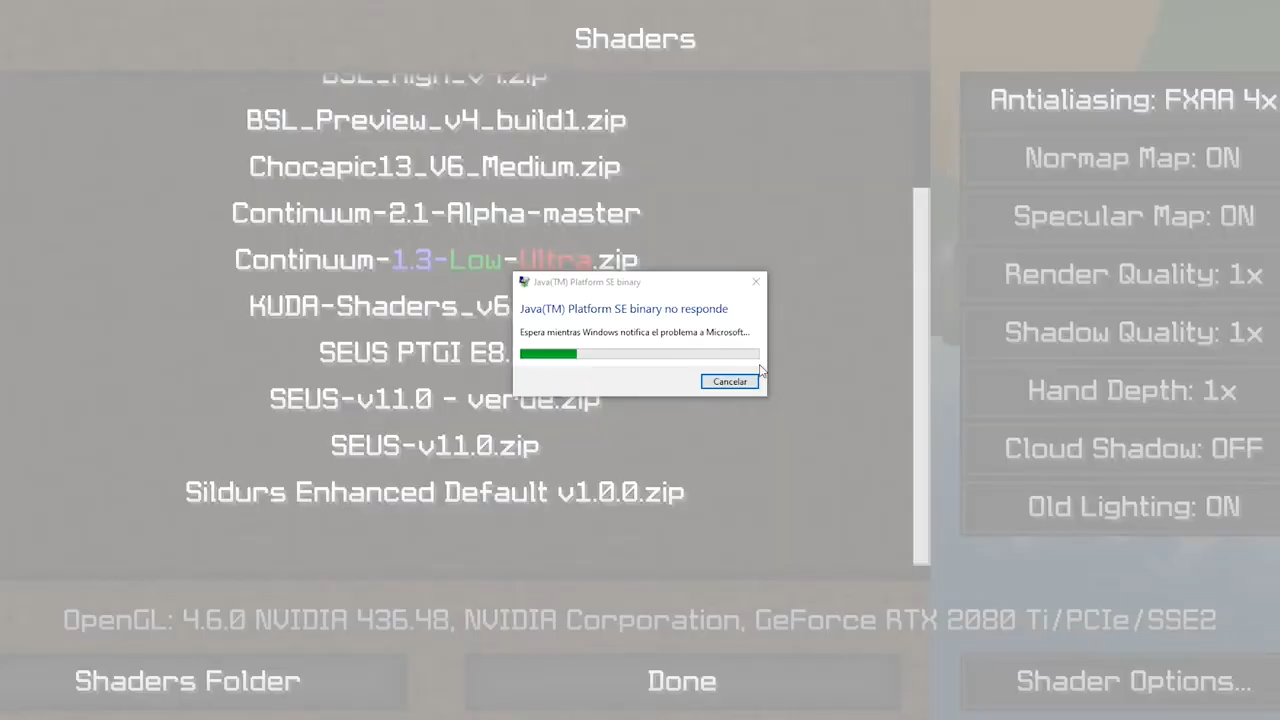 Shaders
BSL_High_v4.zip
BSL_Preview_v4_build1.zip
Chocapic13_V6_Medium.zip
Continuum-2.1-Alpha-master
Continuum-1.3-Low-Ultra.zip
KUDA-Shaders_v6
SEUS PTGI E8.
SEUS-v11.0 - verde.zip
SEUS-v11.0.zip
Sildurs Enhanced Default v1.0.0.zip
Java(TM) Platform SE binary
Java(TM) Platform SE binary no responde
Espera mientras Windows notifica el problema a Microsoft...
Cancelar
Antialiasing: FXAA 4x
Normap Map: ON
Specular Map: ON
Render Quality: 1x
Shadow Quality: 1x
Hand Depth: 1x
Cloud Shadow: OFF
Old Lighting: ON
OpenGL: 4.6.0 NVIDIA 436.48, NVIDIA Corporation, GeForce RTX 2080 Ti/PCIe/SSE2
Shaders Folder
Done
Shader Options...